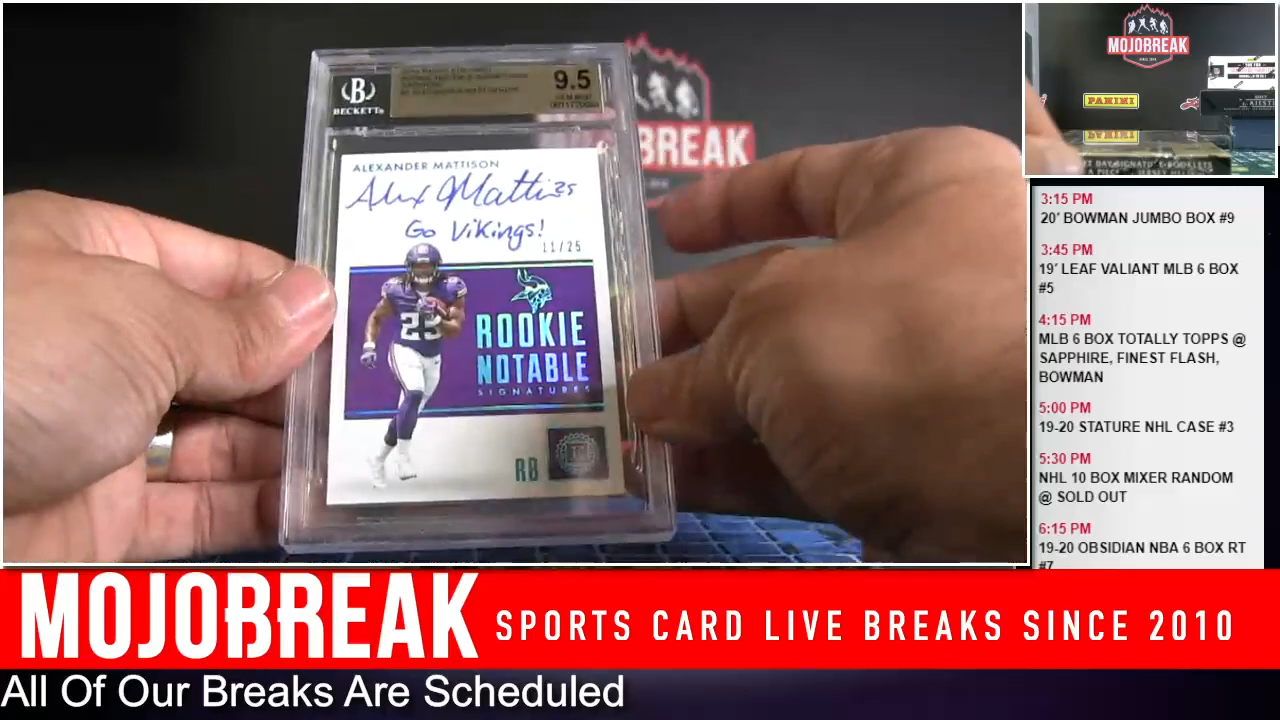 BECKETT
9.5
ALEXANDER MATTISON
Alex Mattison 25
Go Vikings!
11/25
25
ROOKIE
NOTABLE
SIGNATURES
RB
BREAK
MOJOBREAK
PANINI
3:15 PM
20' BOWMAN JUMBO BOX #9
3:45 PM
19' LEAF VALIANT MLB 6 BOX
#5
4:15 PM
MLB 6 BOX TOTALLY TOPPS @
SAPPHIRE, FINEST FLASH,
BOWMAN
5:00 PM
19-20 STATURE NHL CASE #3
5:30 PM
NHL 10 BOX MIXER RANDOM
@ SOLD OUT
6:15 PM
19-20 OBSIDIAN NBA 6 BOX RT
#7
MOJOBREAK SPORTS CARD LIVE BREAKS SINCE 2010
All Of Our Breaks Are Scheduled